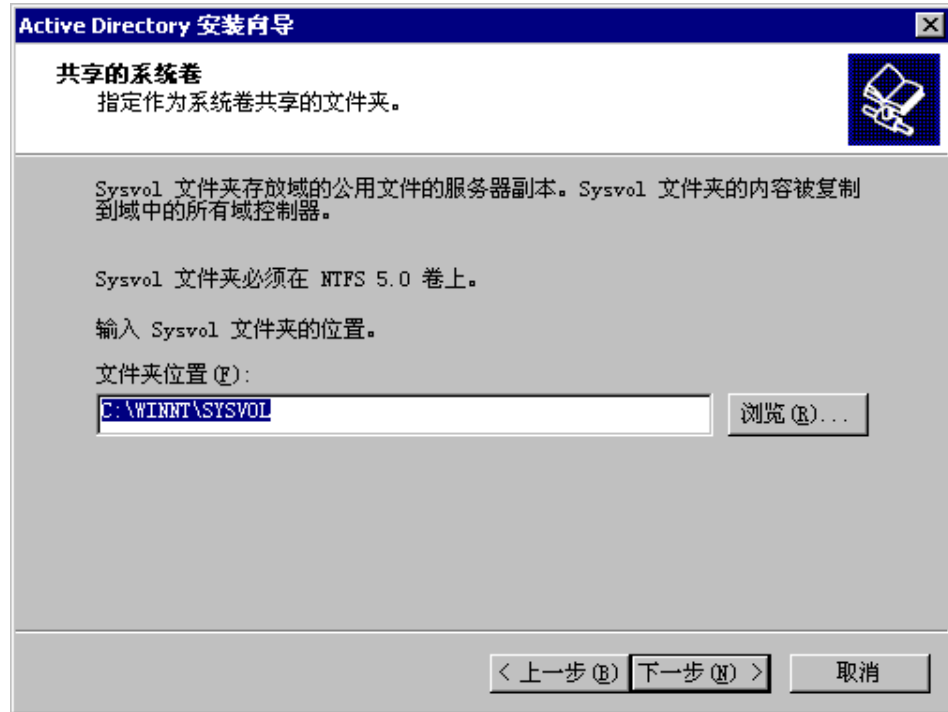 Active Directory 安装向导
共享的系统卷
指定作为系统卷共享的文件夹。
Sysvol 文件夹存放域的公用文件的服务器副本。Sysvol 文件夹的内容被复制
到域中的所有域控制器。
Sysvol 文件夹必须在 NTFS 5.0 卷上。
输入 Sysvol 文件夹的位置。
文件夹位置(F):
C:\WINNT\SYSVOL
浏览(R)...
< 上一步(B) 下一步(N) > 取消